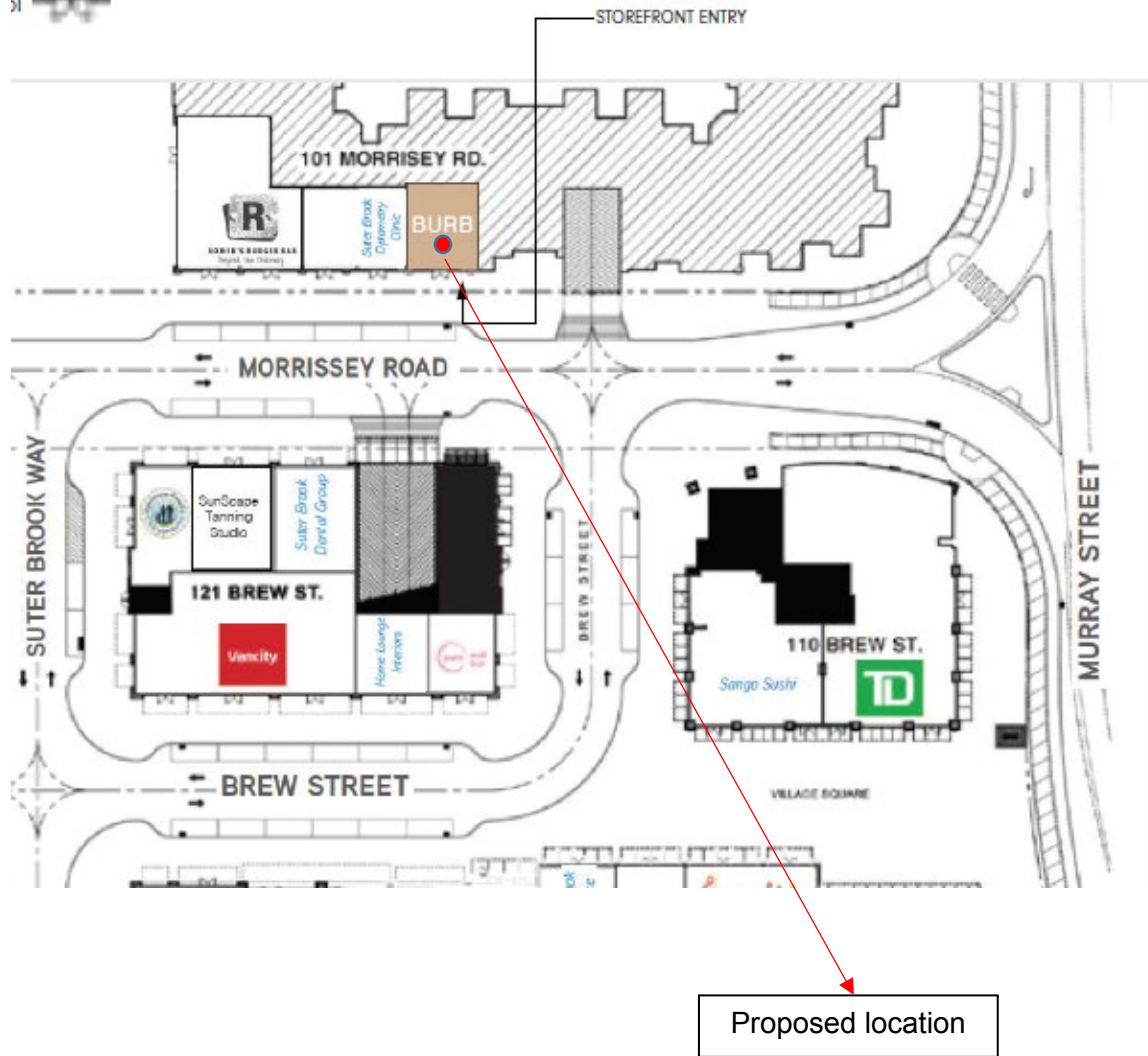 STOREFRONT ENTRY
101 MORRISEY RD.
R
BURB
Suter Brook
Optometry
Clinic
MORRISSEY ROAD
SUTER BROOK WAY
SunScape
Tanning
Studio
Suter Brook
Dental Group
BREW STREET
MURRAY STREET
121 BREW ST.
Vancity
Home Lounge
Interiors
110 BREW ST.
Sango Sushi
TD
BREW STREET
VILLAGE SQUARE
Proposed location